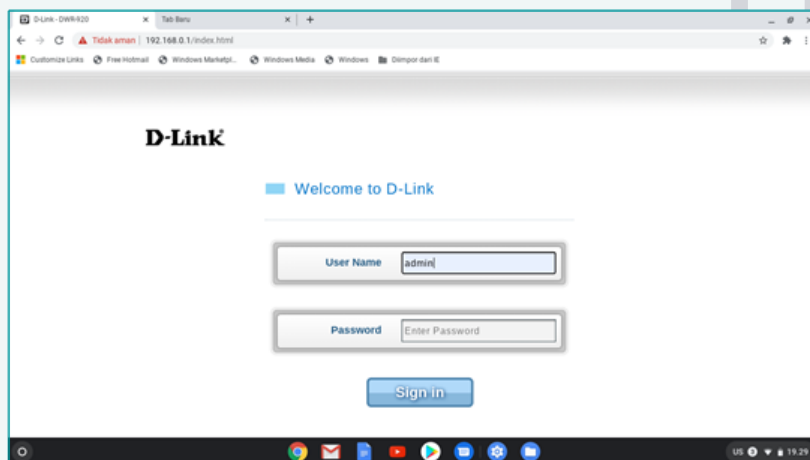 D-Link - DWR-920
Tab Baru
Tidak aman
192.168.0.1/index.html
Customize Links
Free Hotmail
Windows Marketpl...
Windows Media
Windows
Diimpor dari IE
D-Link
Welcome to D-Link
User Name
admin
Password
Enter Password
Sign in
US
3